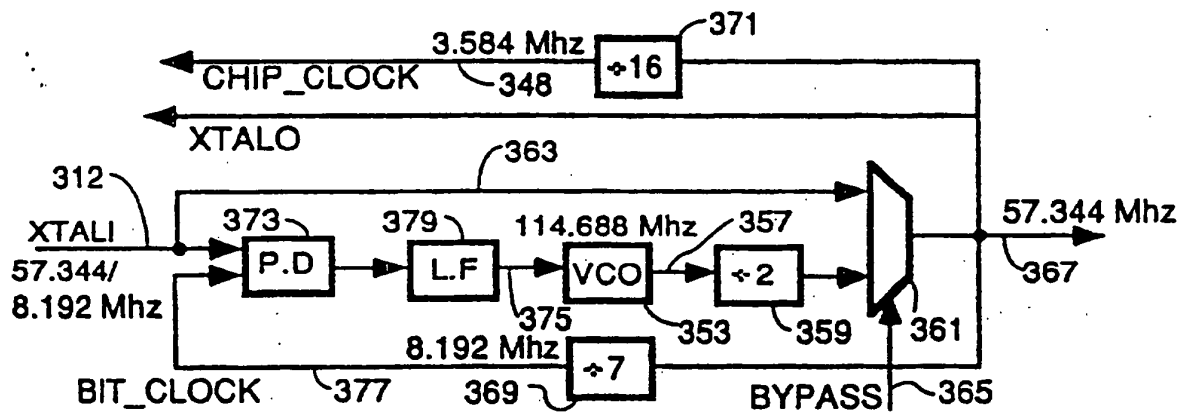 371
3.584 Mhz
÷16
CHIP_CLOCK
348
XTALO
363
312
XTALI
373
379
114.688 Mhz
357
57.344 Mhz
P.D
L.F
VCO
÷2
57.344/
8.192 Mhz
375
353
359
361
367
8.192 Mhz
÷7
BIT_CLOCK
377
369
BYPASS
365